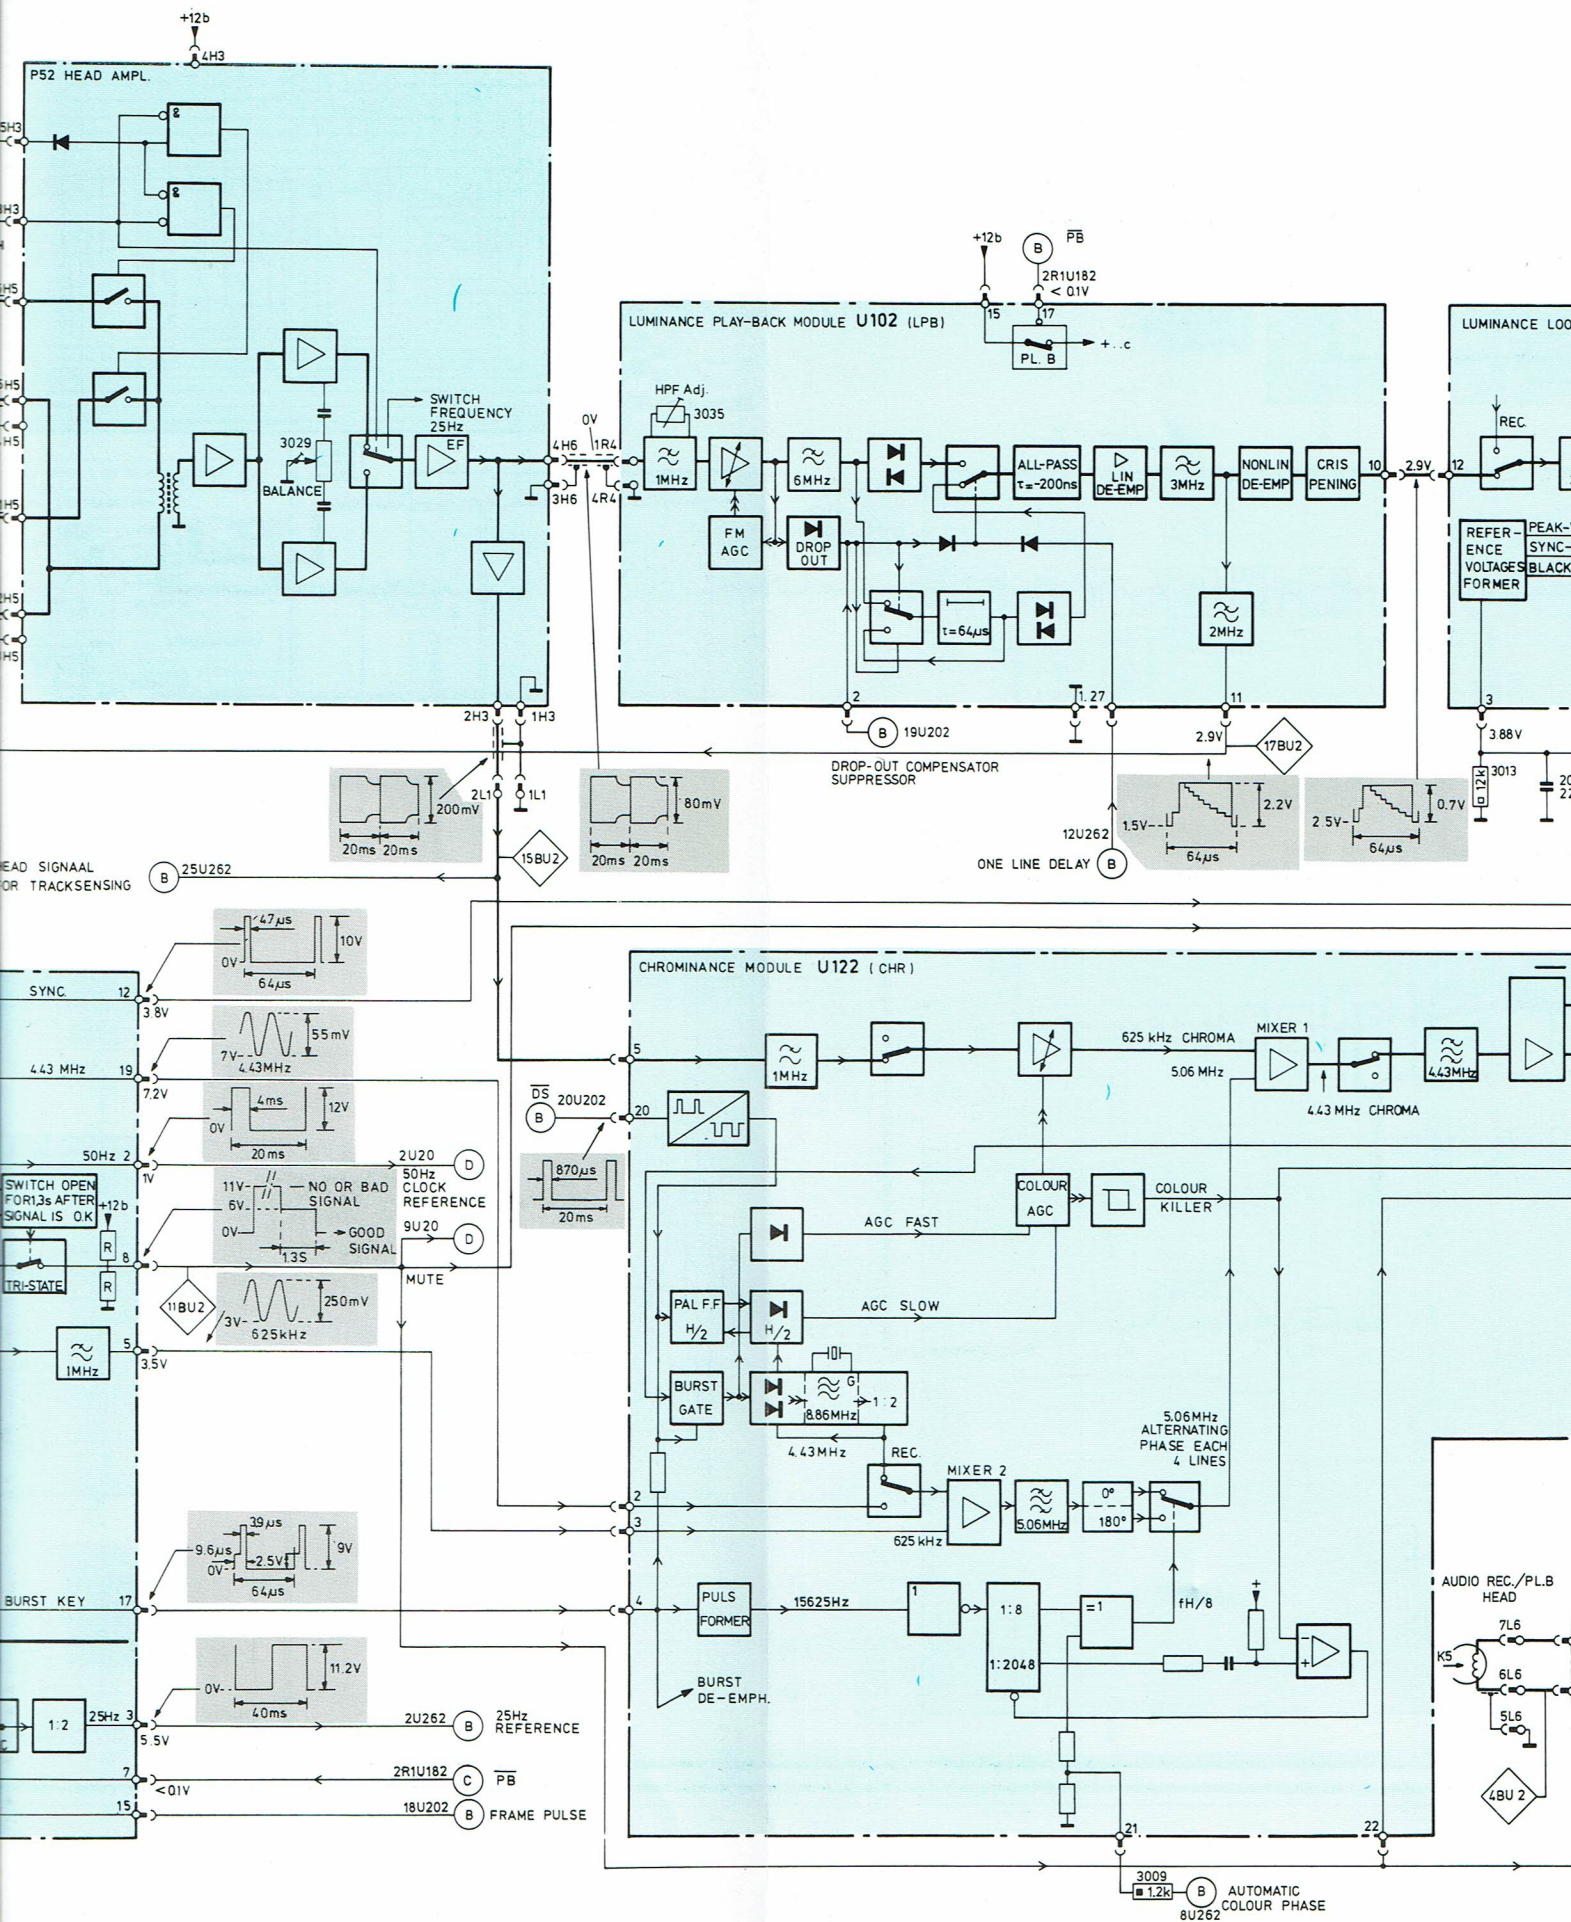 +12b
4H3
P52 HEAD AMPL.
&
&
5H3
H3
H5
H5
H5
H5
H5
H5
3029
BALANCE
SWITCH
FREQUENCY
25Hz
EF
4H6
3H6
0V
1R4
4R4
2H3
1H3
2L1
1L1
+12b
B
PB
2R1U182
< 0.1V
15
17
LUMINANCE PLAY-BACK MODULE U102 (LPB)
PL. B
+..c
HPF Adj.
3035
1MHz
6MHz
ALL-PASS
τ=-200ns
LIN
DE-EMP
3MHz
NONLIN
DE-EMP
CRIS
PENING
10
2.9V
12
FM
AGC
DROP
OUT
τ=64µs
2MHz
2
1.27
11
B
19U202
DROP-OUT COMPENSATOR
SUPPRESSOR
2.9V
17BU2
LUMINANCE LOO
REC.
REFER-
ENCE
VOLTAGES
FORMER
PEAK-
SYNC-
BLACK
3
3.88V
12k
3013
20
22
200mV
20ms 20ms
80mV
20ms 20ms
15BU2
12U262
ONE LINE DELAY
B
1.5V
2.2V
64µs
2.5V
0.7V
64µs
HEAD SIGNAAL
FOR TRACKSENSING
B
25U262
4.7µs
10V
0V
64µs
SYNC.
12
3.8V
55mV
7V
4.43MHz
4.43 MHz
19
7.2V
4ms
12V
0V
20ms
50Hz 2
1V
2U20
D
50Hz
CLOCK
REFERENCE
SWITCH OPEN
FOR 1,3s AFTER
SIGNAL IS O.K
+12b
R
R
8
TRI-STATE
11V
NO OR BAD
SIGNAL
6V
0V
GOOD
SIGNAL
1.3S
9U20
D
MUTE
11BU2
250mV
3V
625kHz
1MHz
5
3.5V
3.9µs
9.6µs
2.5V
9V
0V
64µs
BURST KEY
17
11.2V
0V
40ms
1:2
25Hz 3
5.5V
2U262
B
25Hz
REFERENCE
7
<0.1V
2R1U182
C
PB
15
18U202
B
FRAME PULSE
CHROMINANCE MODULE U122 (CHR)
5
1MHz
625 kHz CHROMA
5.06 MHz
MIXER 1
4.43MHz
4.43 MHz CHROMA
DS
B
20U202
20
870µs
20ms
COLOUR
AGC
COLOUR
KILLER
AGC FAST
AGC SLOW
PAL F.F
H/2
H/2
BURST
GATE
G
8.86MHz
1:2
4.43MHz
REC.
MIXER 2
5.06MHz
0°
180°
5.06MHz
ALTERNATING
PHASE EACH
4 LINES
2
3
625 kHz
4
PULS
FORMER
15625Hz
1
1:8
1:2048
=1
fH/8
+
-
+
BURST
DE-EMPH.
AUDIO REC./PL.B
HEAD
7L6
K5
6L6
5L6
4BU 2
21
22
3009
1.2k
B
8U262
AUTOMATIC
COLOUR PHASE